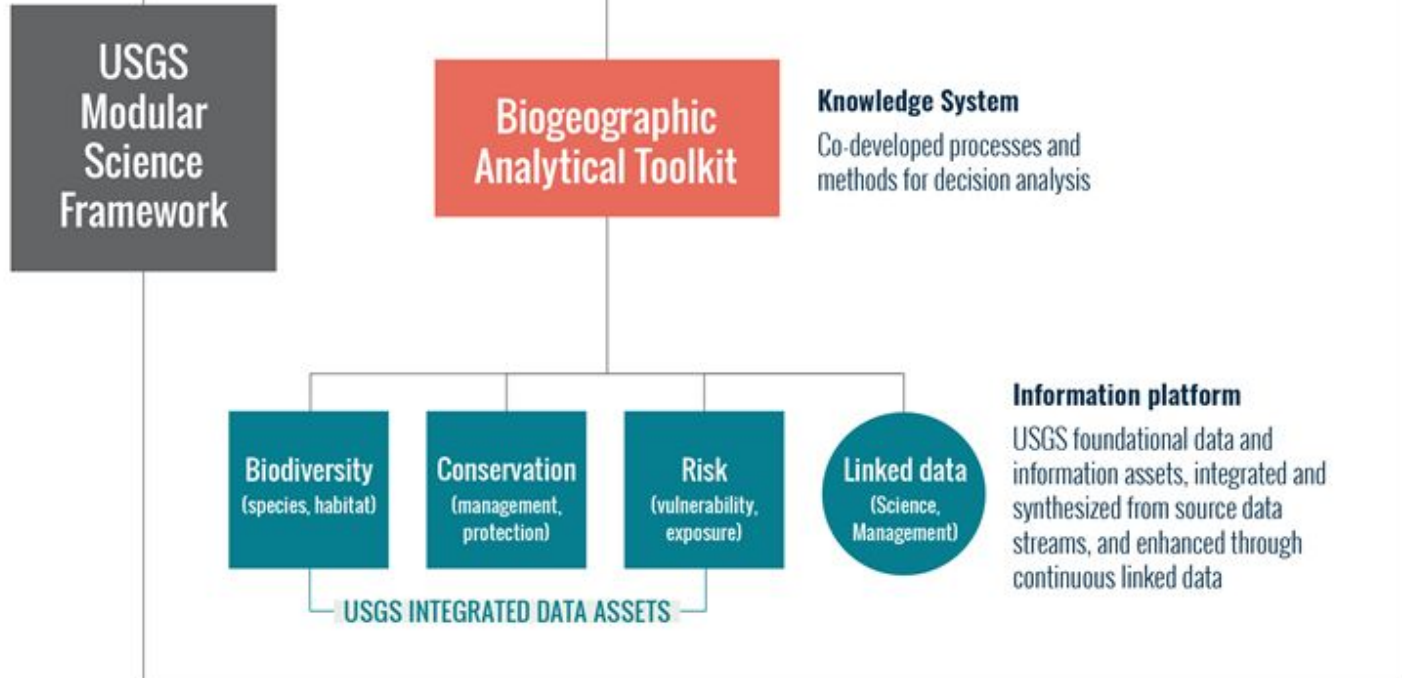 USGS
Modular
Science
Framework
Biogeographic
Analytical Toolkit
Knowledge System
Co-developed processes and
methods for decision analysis
Biodiversity
(species, habitat)
Conservation
(management,
protection)
Risk
(vulnerability,
exposure)
Linked data
(Science,
Management)
Information platform
USGS foundational data and
information assets, integrated and
synthesized from source data
streams, and enhanced through
continuous linked data
USGS INTEGRATED DATA ASSETS